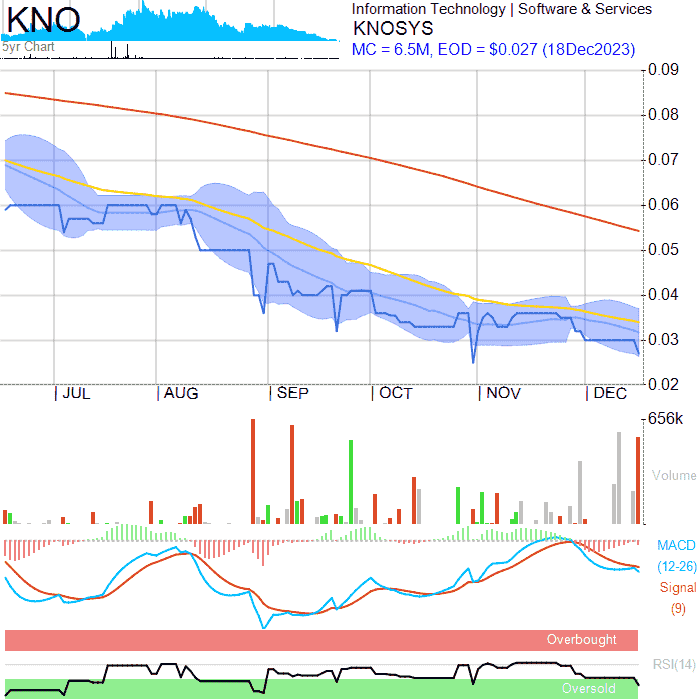 KNO
5yr Chart
Information Technology | Software & Services
KNOSYS
MC = 6.5M, EOD = $0.027 (18Dec2023)
0.09
0.08
0.07
0.06
0.05
0.04
0.03
0.02
JUL AUG SEP OCT NOV DEC
656k
Volume
MACD
(12-26)
Signal
(9)
Overbought
RSI(14)
Oversold